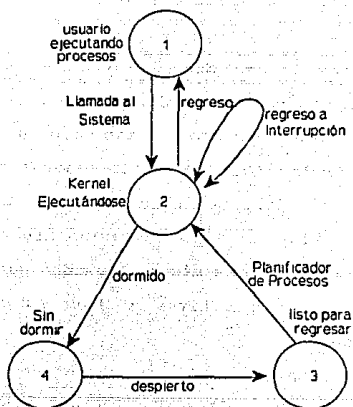 usuario
ejecutando
procesos
1
Llamada al
Sistema
regreso
regreso a
Interrupción
Kernel
Ejecutándose
2
dormido
Planificador
de Procesos
Sin
dormir
listo para
regresar
4
despierto
3